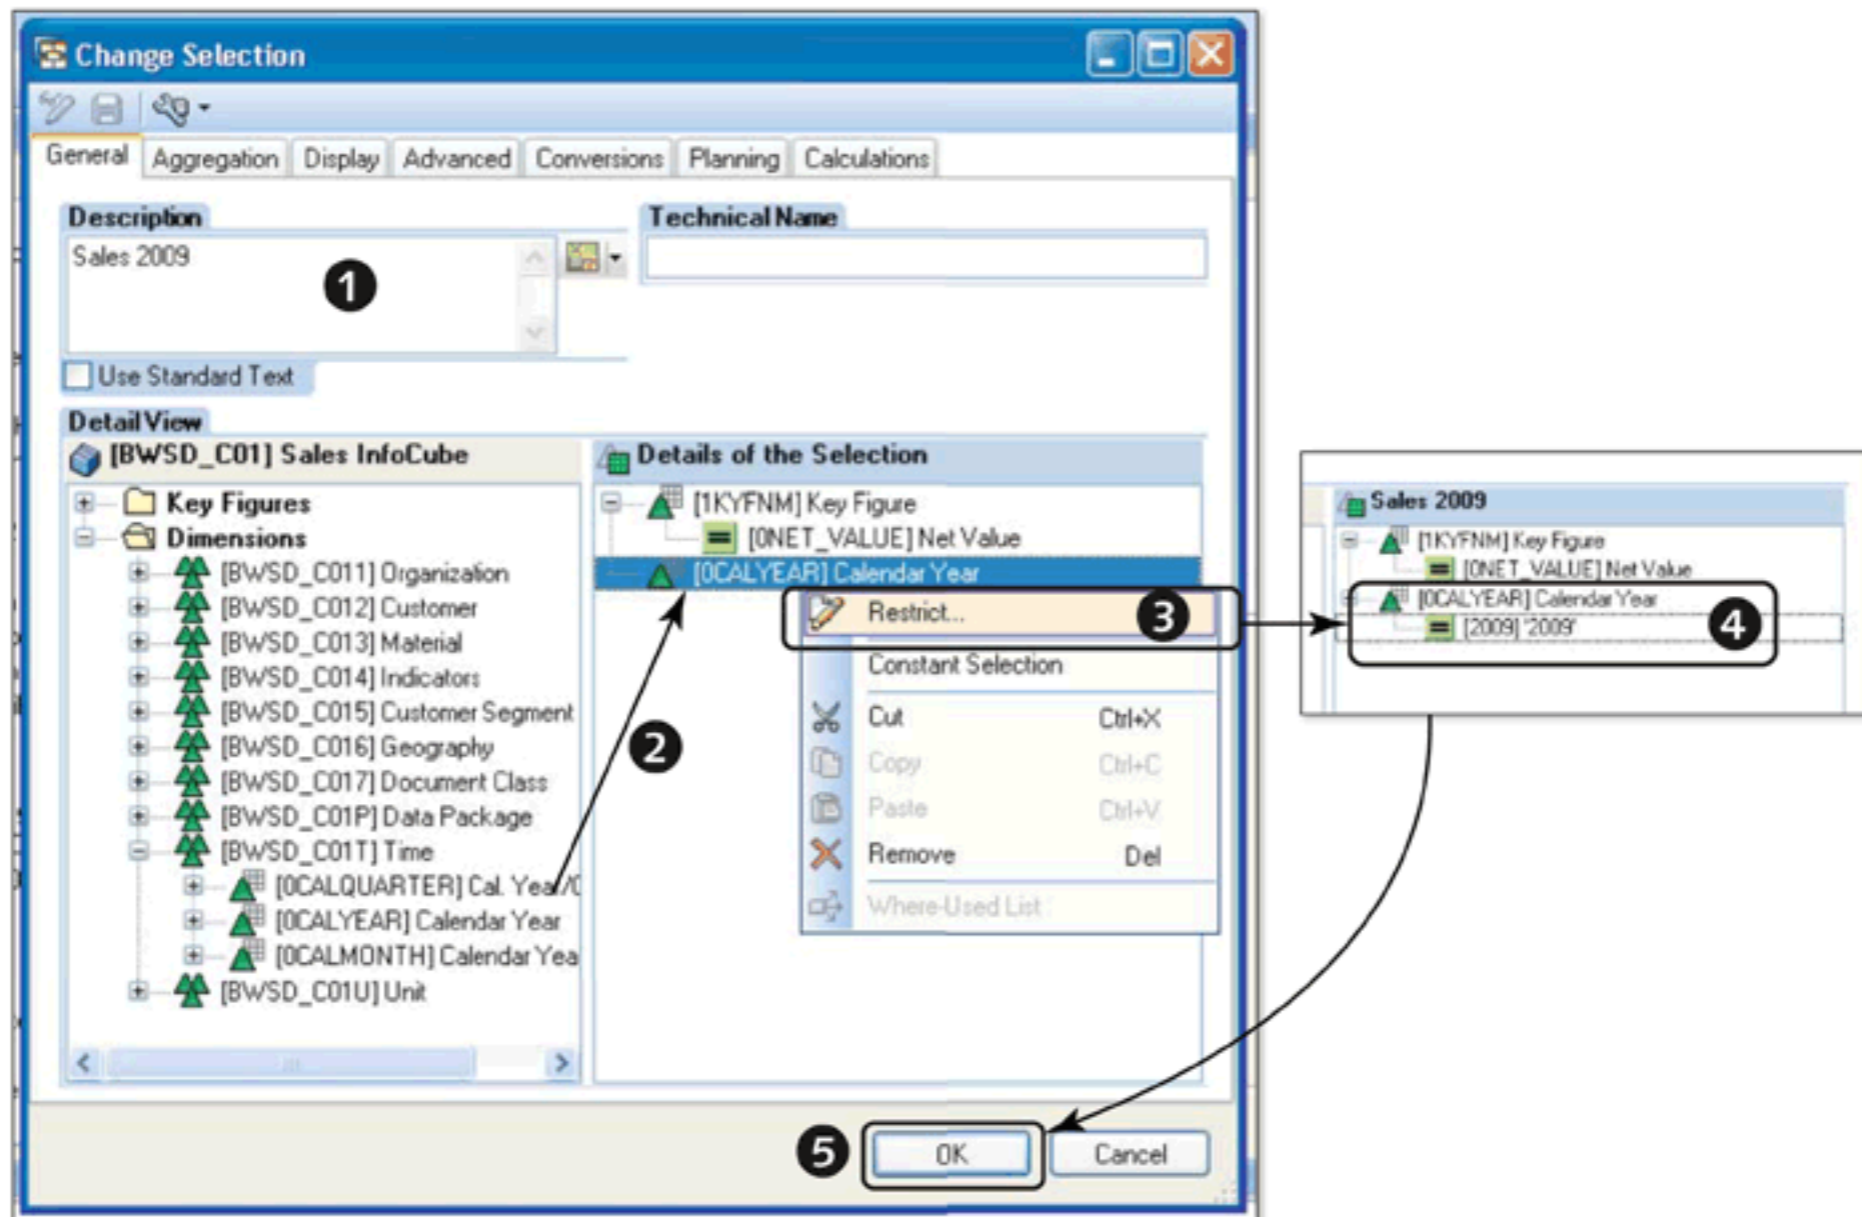 Change Selection
General Aggregation Display Advanced Conversions Planning Calculations
Description
Technical Name
Sales 2009
1
Use Standard Text
Detail View
[BWSD_C01] Sales InfoCube
Key Figures
Dimensions
[BWSD_C011] Organization
[BWSD_C012] Customer
[BWSD_C013] Material
[BWSD_C014] Indicators
[BWSD_C015] Customer Segment
[BWSD_C016] Geography
[BWSD_C017] Document Class
[BWSD_C01P] Data Package
[BWSD_C01T] Time
[0CALQUARTER] Cal. Year/
[0CALYEAR] Calendar Year
[0CALMONTH] Calendar Yea
[BWSD_C01U] Unit
2
Details of the Selection
[1KYFNM] Key Figure
[0NET_VALUE] Net Value
[0CALYEAR] Calendar Year
Restrict... 3
Constant Selection
Cut Ctrl+X
Copy Ctrl+C
Paste Ctrl+V
Remove Del
Where-Used List
Sales 2009
[1KYFNM] Key Figure
[0NET_VALUE] Net Value
[0CALYEAR] Calendar Year
[2009] '2009'
4
5 OK Cancel